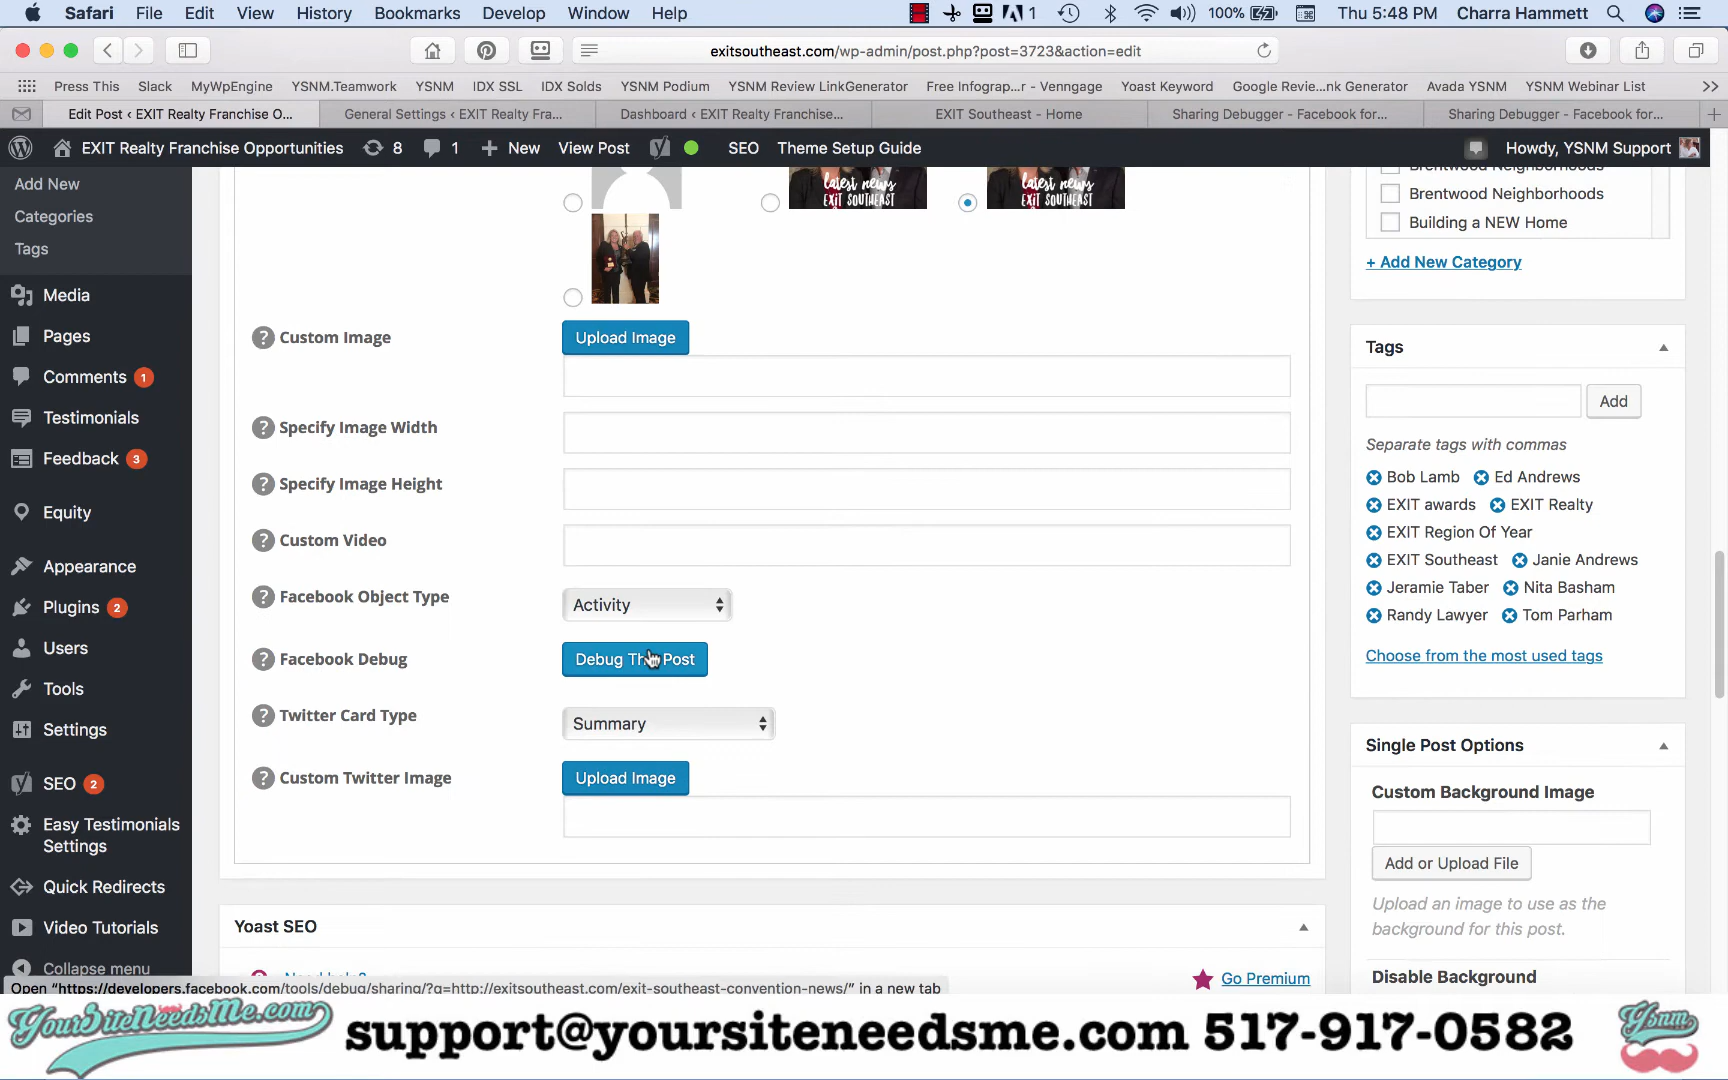 Safari File Edit View History Bookmarks Develop Window Help 1 100% Thu 5:48 PM Charra Hammett
exitsoutheast.com/wp-admin/post.php?post=3723&action=edit
Press This Slack MyWpEngine YSNM.Teamwork YSNM IDX SSL IDX Solds YSNM Podium YSNM Review LinkGenerator Free Infograp...r - Venngage Yoast Keyword Google Revie...nk Generator Avada YSNM YSNM Webinar List
Edit Post ‹ EXIT Realty Franchise O... General Settings ‹ EXIT Realty Fra... Dashboard ‹ EXIT Realty Franchise... EXIT Southeast - Home Sharing Debugger - Facebook for... Sharing Debugger - Facebook for...
EXIT Realty Franchise Opportunities 8 1 New View Post SEO Theme Setup Guide Howdy, YSNM Support
Add New
Categories
Tags
Media
Pages
Comments 1
Testimonials
Feedback 3
Equity
Appearance
Plugins 2
Users
Tools
Settings
SEO 2
Easy Testimonials
Settings
Quick Redirects
Video Tutorials
Collapse menu
latest news
EXIT SOUTHEAST
latest news
EXIT SOUTHEAST
Custom Image Upload Image
Specify Image Width
Specify Image Height
Custom Video
Facebook Object Type Activity
Facebook Debug Debug This Post
Twitter Card Type Summary
Custom Twitter Image Upload Image
Yoast SEO
Need help?
Go Premium
Brentwood Neighborhoods
Brentwood Neighborhoods
Building a NEW Home
+ Add New Category
Tags
Add
Separate tags with commas
Bob Lamb Ed Andrews
EXIT awards EXIT Realty
EXIT Region Of Year
EXIT Southeast Janie Andrews
Jeramie Taber Nita Basham
Randy Lawyer Tom Parham
Choose from the most used tags
Single Post Options
Custom Background Image
Add or Upload File
Upload an image to use as the
background for this post.
Disable Background
Open “https://developers.facebook.com/tools/debug/sharing/?q=http://exitsoutheast.com/exit-southeast-convention-news/” in a new tab
YourSiteNeedsMe.com support@yoursiteneedsme.com 517-917-0582 Ysnm